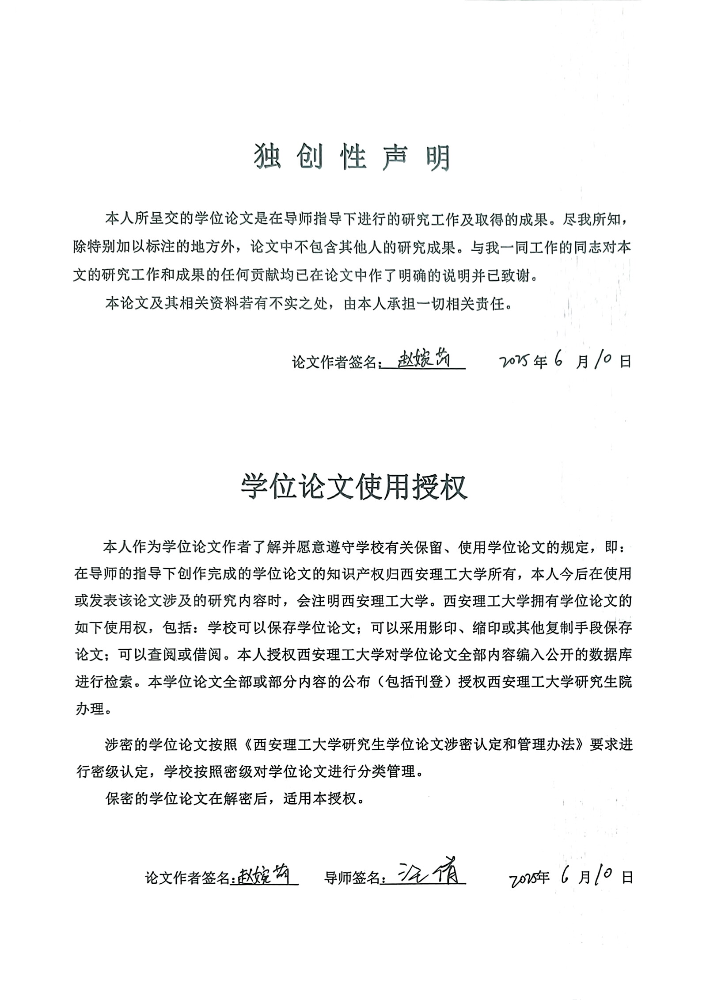 独创性声明
本人所呈交的学位论文是在导师指导下进行的研究工作及取得的成果。尽我所知，
除特别加以标注的地方外，论文中不包含其他人的研究成果。与我一同工作的同志对本
文的研究工作和成果的任何贡献均已在论文中作了明确的说明并已致谢。
本论文及其相关资料若有不实之处，由本人承担一切相关责任。
论文作者签名：赵婉 2025年6月10日
学位论文使用授权
本人作为学位论文作者了解并愿意遵守学校有关保留、使用学位论文的规定，即：
在导师的指导下创作完成的学位论文的知识产权归西安理工大学所有，本人今后在使用
或发表该论文涉及的研究内容时，会注明西安理工大学。西安理工大学拥有学位论文的
如下使用权，包括：学校可以保存学位论文；可以采用影印、缩印或其他复制手段保存
论文；可以查阅或借阅。本人授权西安理工大学对学位论文全部内容编入公开的数据库
进行检索。本学位论文全部或部分内容的公布（包括刊登）授权西安理工大学研究生院
办理。
涉密的学位论文按照《西安理工大学研究生学位论文涉密认定和管理办法》要求进
行密级认定，学校按照密级对学位论文进行分类管理。
保密的学位论文在解密后，适用本授权。
论文作者签名：赵婉 导师签名：汪倩 2025年6月10日